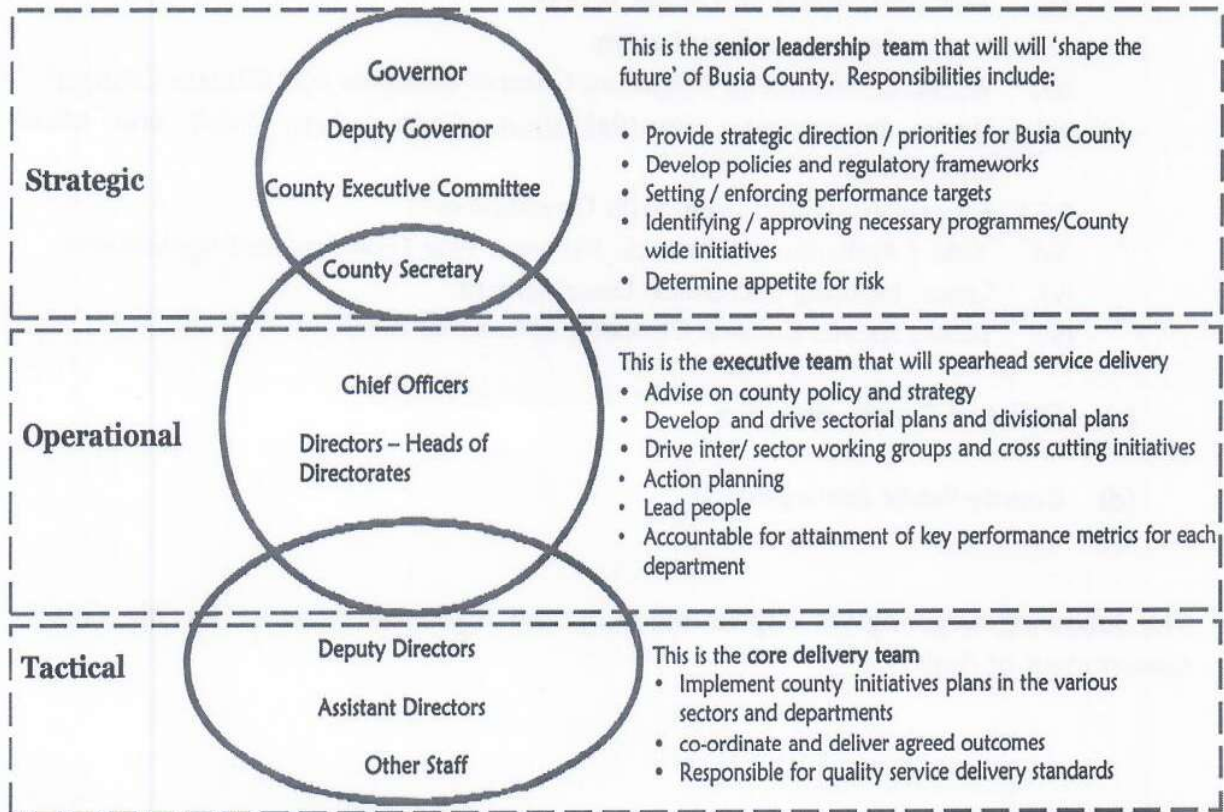 Strategic
Governor
Deputy Governor
County Executive Committee
County Secretary
This is the senior leadership team that will will ‘shape the
future’ of Busia County. Responsibilities include;
• Provide strategic direction / priorities for Busia County
• Develop policies and regulatory frameworks
• Setting / enforcing performance targets
• Identifying / approving necessary programmes/County
wide initiatives
• Determine appetite for risk
Operational
Chief Officers
Directors – Heads of
Directorates
This is the executive team that will spearhead service delivery
• Advise on county policy and strategy
• Develop and drive sectorial plans and divisional plans
• Drive inter/ sector working groups and cross cutting initiatives
• Action planning
• Lead people
• Accountable for attainment of key performance metrics for each
department
Tactical
Deputy Directors
Assistant Directors
Other Staff
This is the core delivery team
• Implement county initiatives plans in the various
sectors and departments
• co-ordinate and deliver agreed outcomes
• Responsible for quality service delivery standards